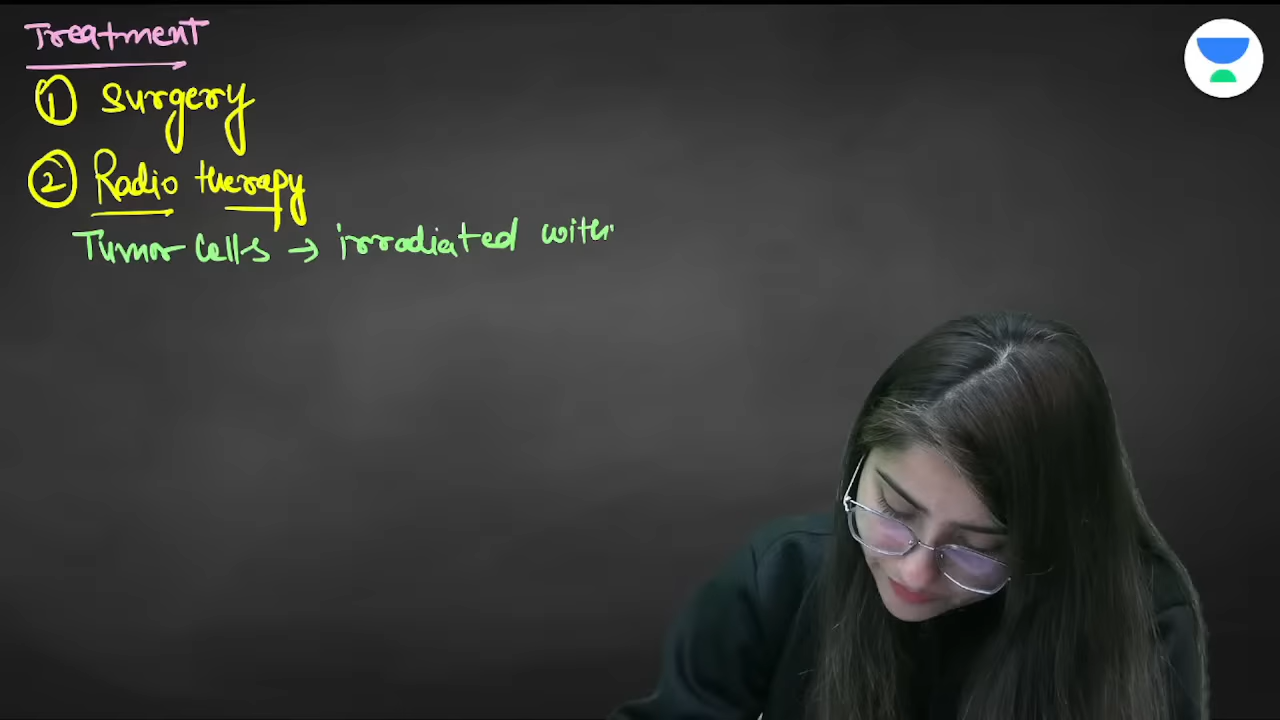 Treatment
① Surgery
② Radio therapy
Tumor cells → irradiated with